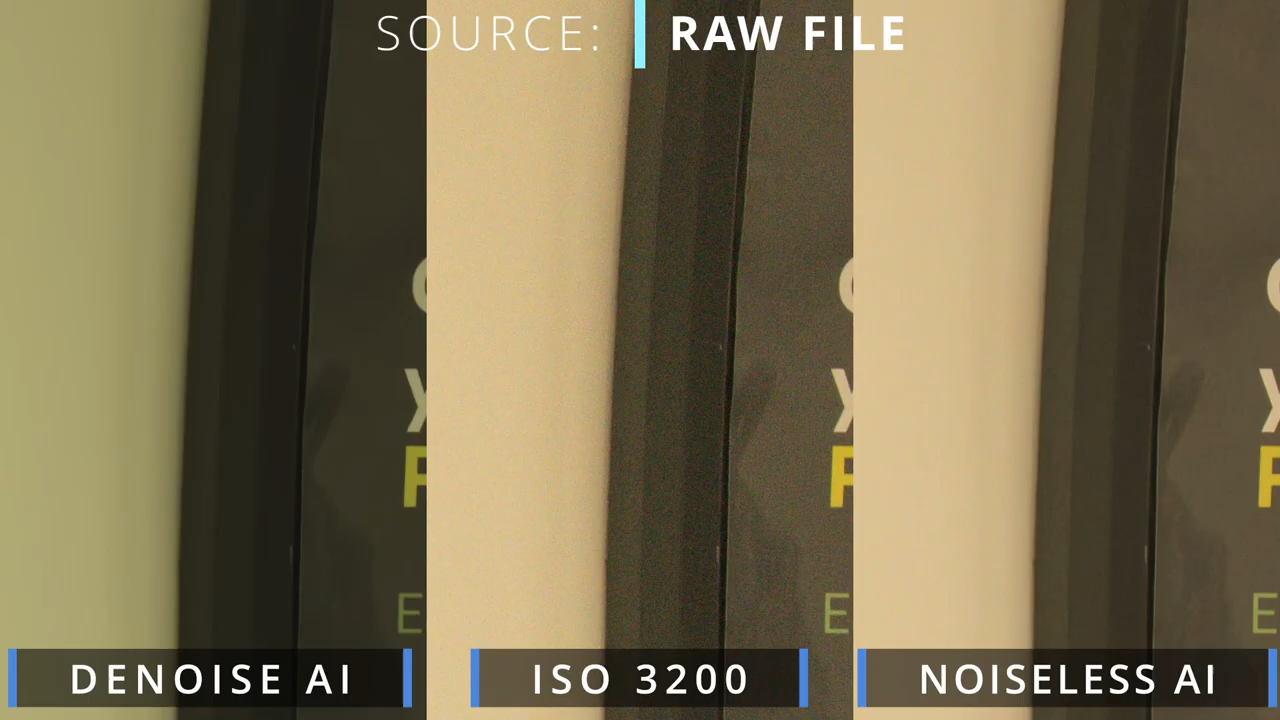 SOURCE: RAW FILE
DENOISE AI
ISO 3200
NOISELESS AI